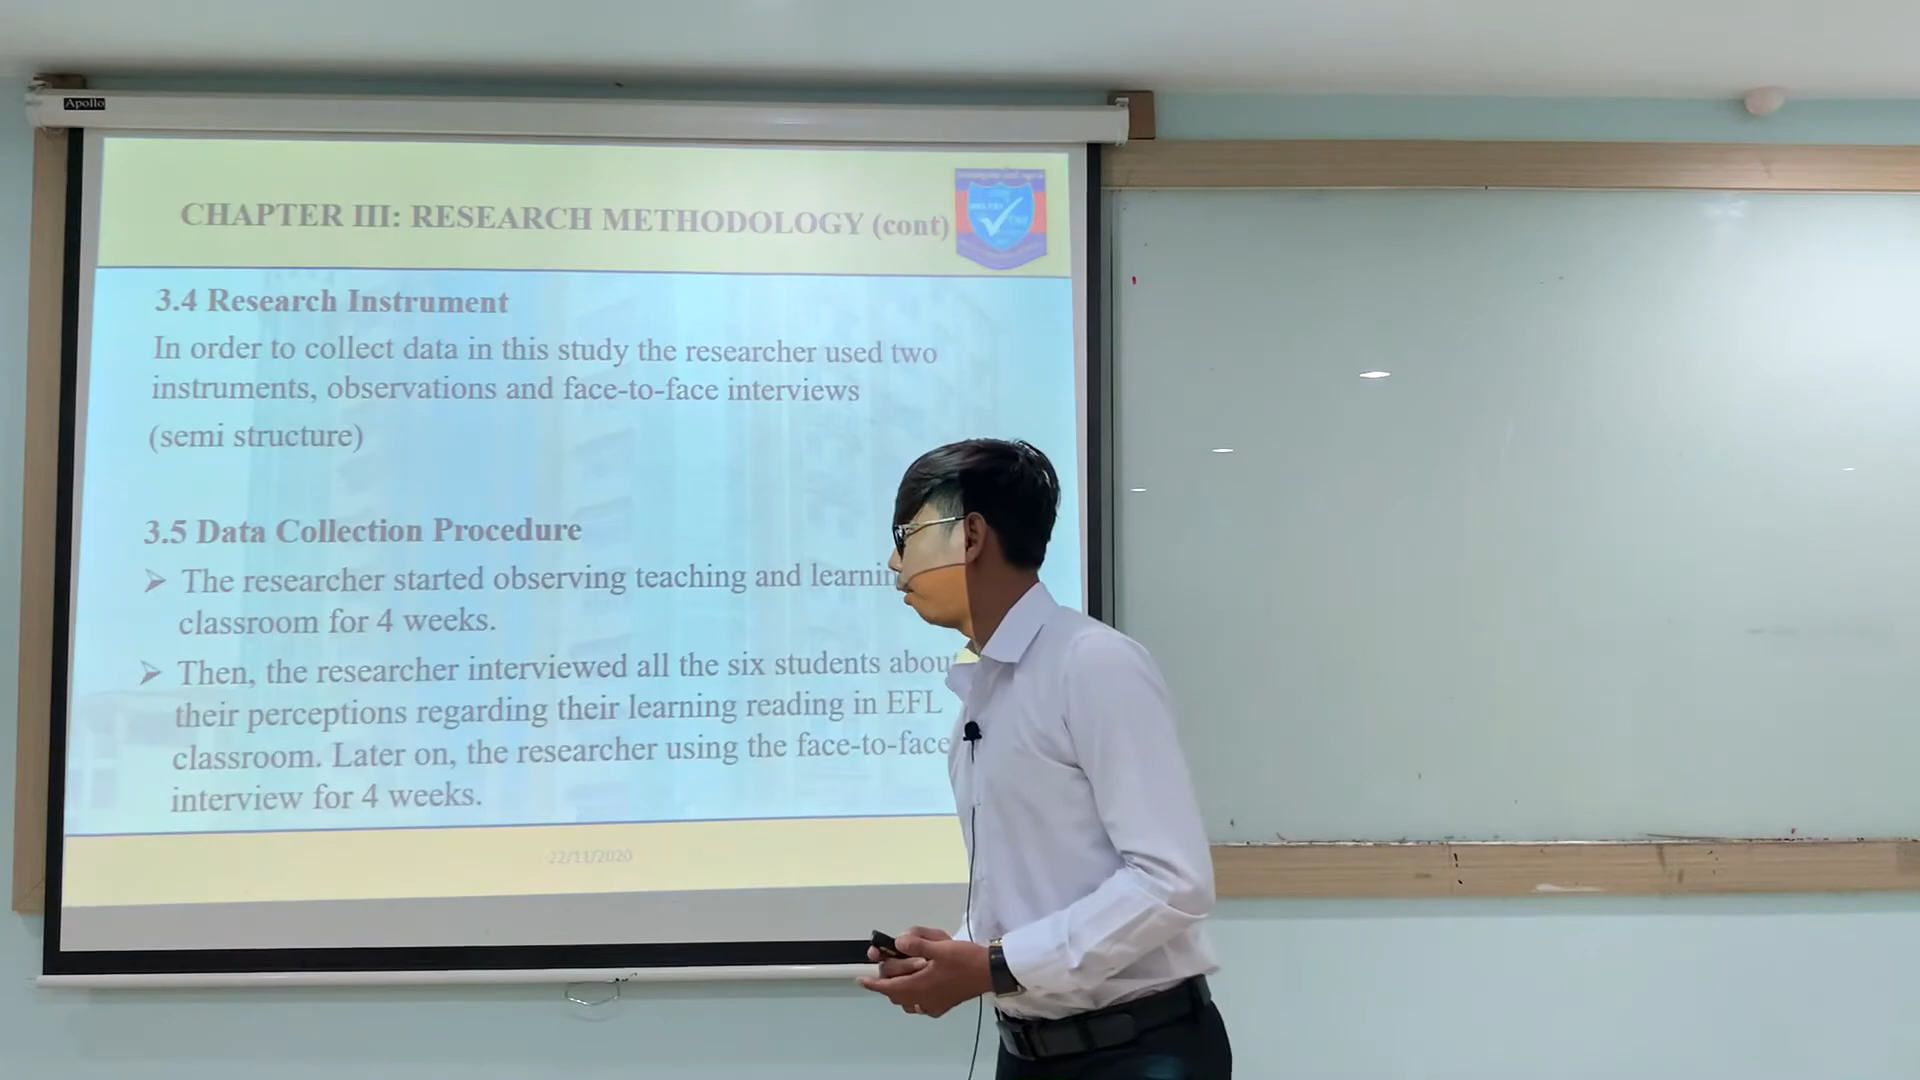 Apollo
CHAPTER III: RESEARCH METHODOLOGY (cont)
3.4 Research Instrument
In order to collect data in this study the researcher used two
instruments, observations and face-to-face interviews
(semi structure)
3.5 Data Collection Procedure
➢ The researcher started observing teaching and learnin
classroom for 4 weeks.
➢ Then, the researcher interviewed all the six students abou
their perceptions regarding their learning reading in EFL
classroom. Later on, the researcher using the face-to-face
interview for 4 weeks.
22/11/2020